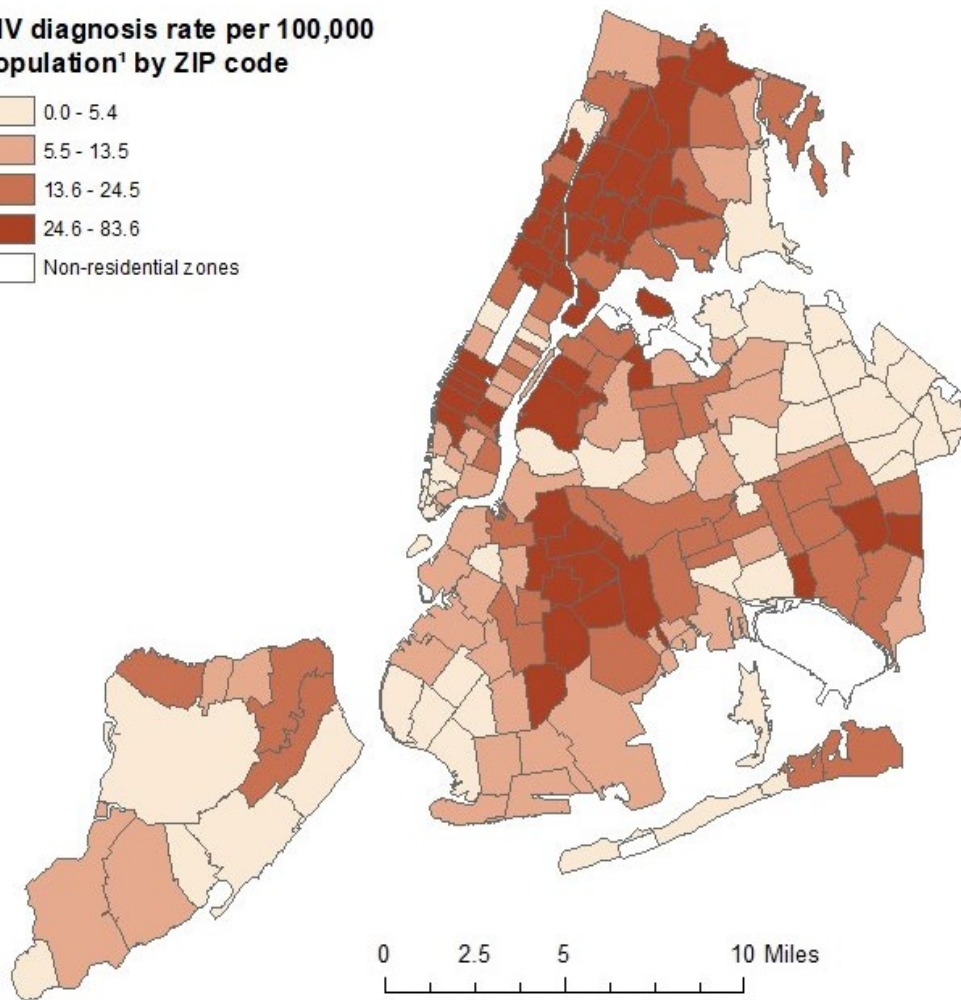 IV diagnosis rate per 100,000
opulation¹ by ZIP code
0.0 - 5.4
5.5 - 13.5
13.6 - 24.5
24.6 - 83.6
Non-residential zones
0 2.5 5 10 Miles